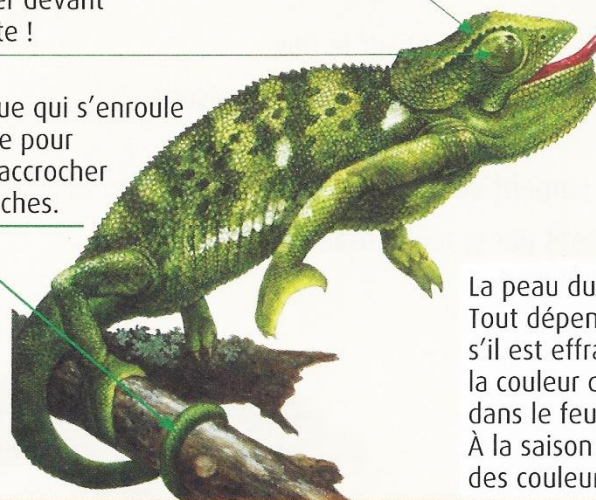 er devant
te !
ue qui s’enroule
e pour
accrocher
ches.
La peau du
Tout dépen
s’il est effra
la couleur d
dans le feu
À la saison
des couleur